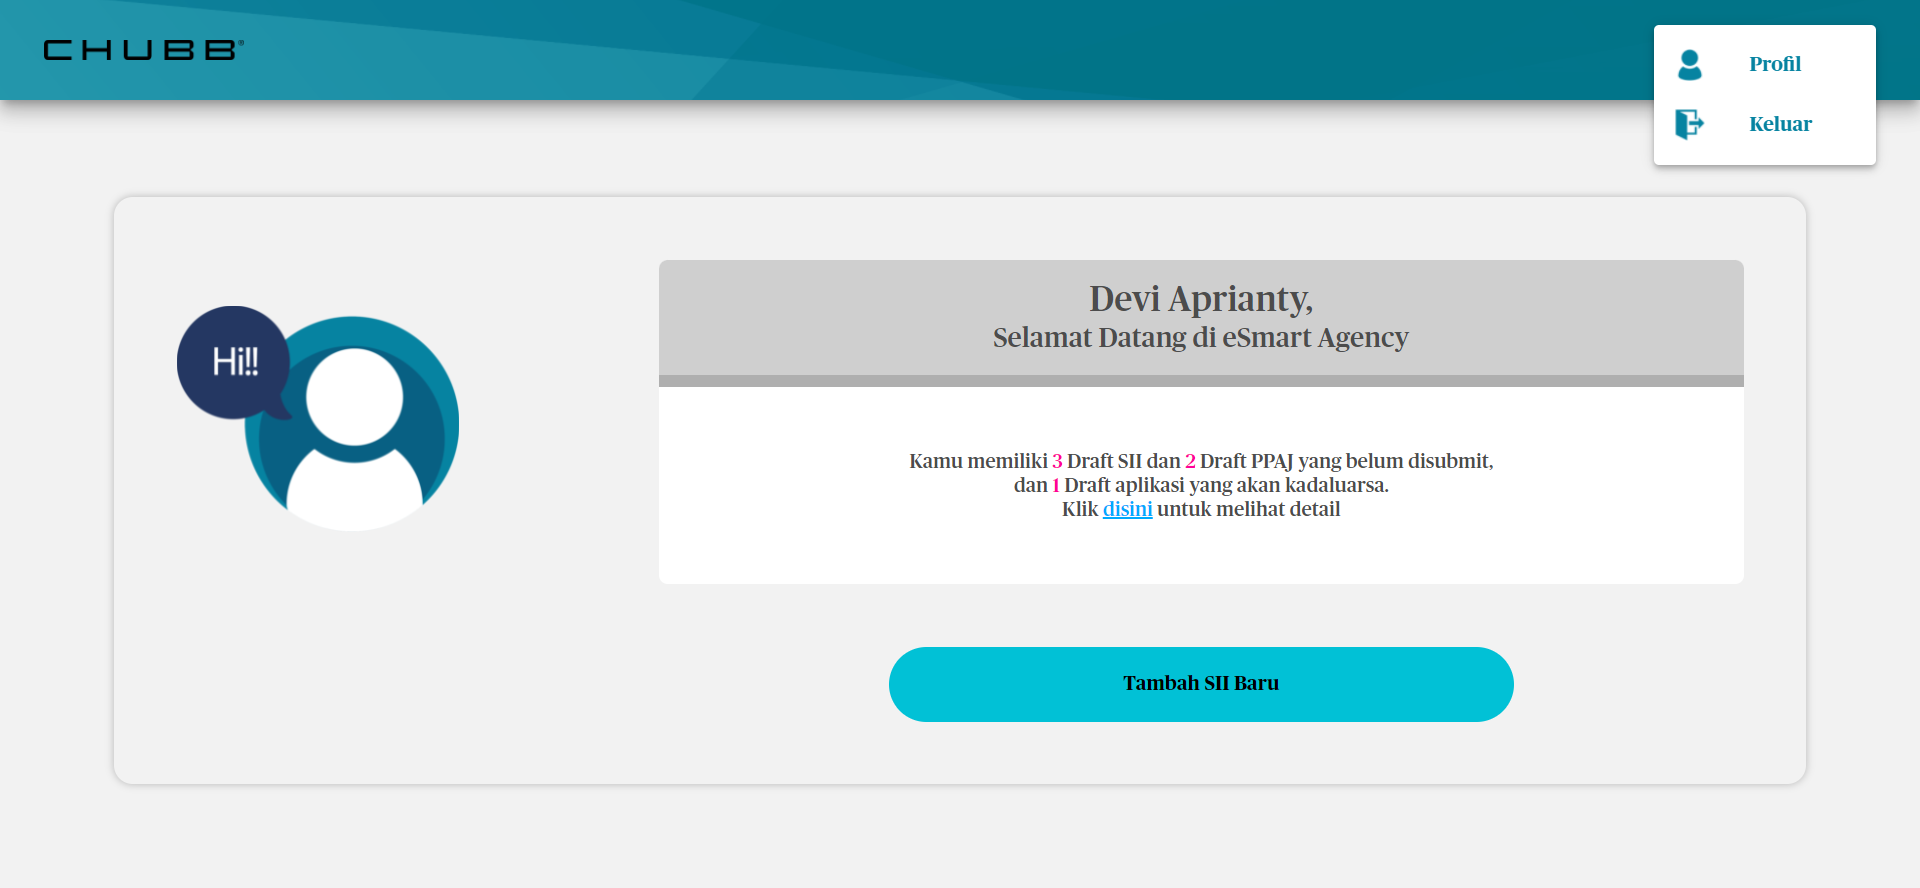 CHUBB®
Profil
Keluar
Hi!!
Devi Aprianty,
Selamat Datang di eSmart Agency
Kamu memiliki 3 Draft SII dan 2 Draft PPAJ yang belum disubmit,
dan 1 Draft aplikasi yang akan kadaluarsa.
Klik disini untuk melihat detail
Tambah SII Baru